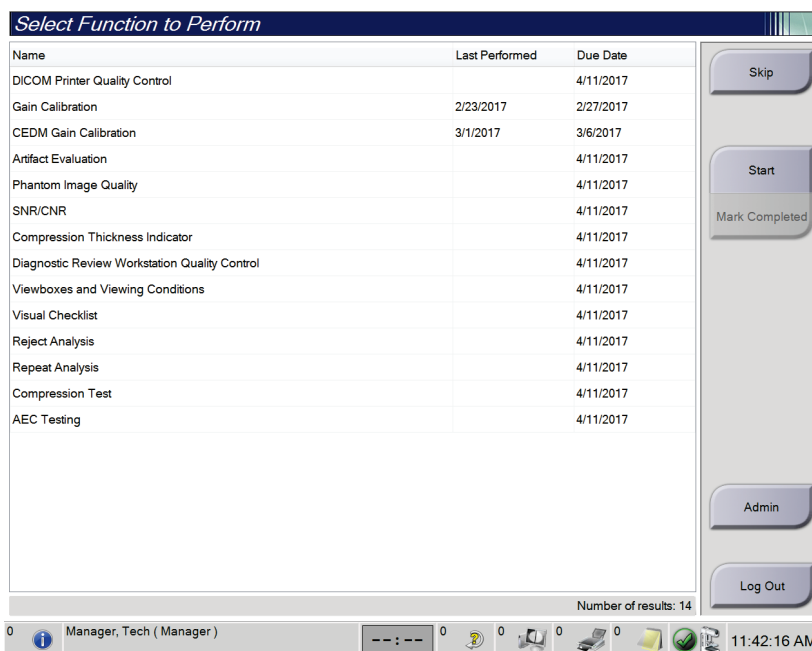 Select Function to Perform
Name Last Performed Due Date
DICOM Printer Quality Control 4/11/2017
Gain Calibration 2/23/2017 2/27/2017
CEDM Gain Calibration 3/1/2017 3/6/2017
Artifact Evaluation 4/11/2017
Phantom Image Quality 4/11/2017
SNR/CNR 4/11/2017
Compression Thickness Indicator 4/11/2017
Diagnostic Review Workstation Quality Control 4/11/2017
Viewboxes and Viewing Conditions 4/11/2017
Visual Checklist 4/11/2017
Reject Analysis 4/11/2017
Repeat Analysis 4/11/2017
Compression Test 4/11/2017
AEC Testing 4/11/2017
Number of results: 14
Skip
Start
Mark Completed
Admin
Log Out
0 Manager, Tech ( Manager ) --:-- 0 0 0 0 11:42:16 AM